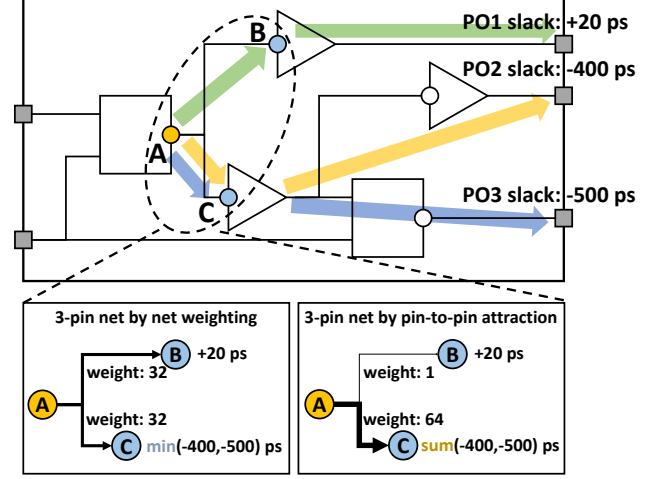 PO1 slack: +20 ps
B
PO2 slack: -400 ps
A
PO3 slack: -500 ps
C
3-pin net by net weighting
B +20 ps
weight: 32
A
weight: 32
C min(-400,-500) ps
3-pin net by pin-to-pin attraction
B +20 ps
weight: 1
A
weight: 64
C sum(-400,-500) ps